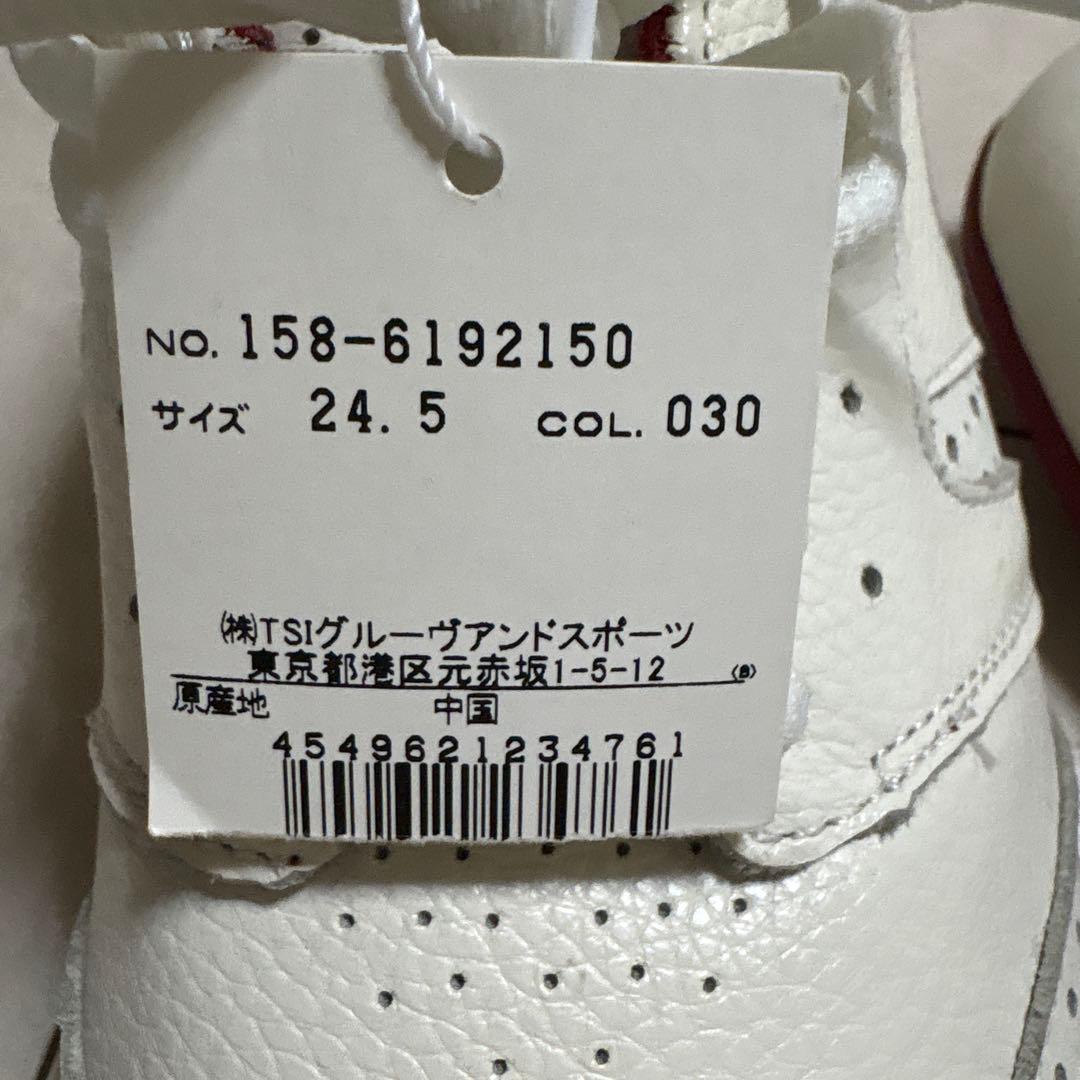 NO. 158-6192150
サイズ 24.5 COL. 030
㈱TSIグルーヴアンドスポーツ
東京都港区元赤坂1-5-12 (8)
原産地 中国
4549621234761